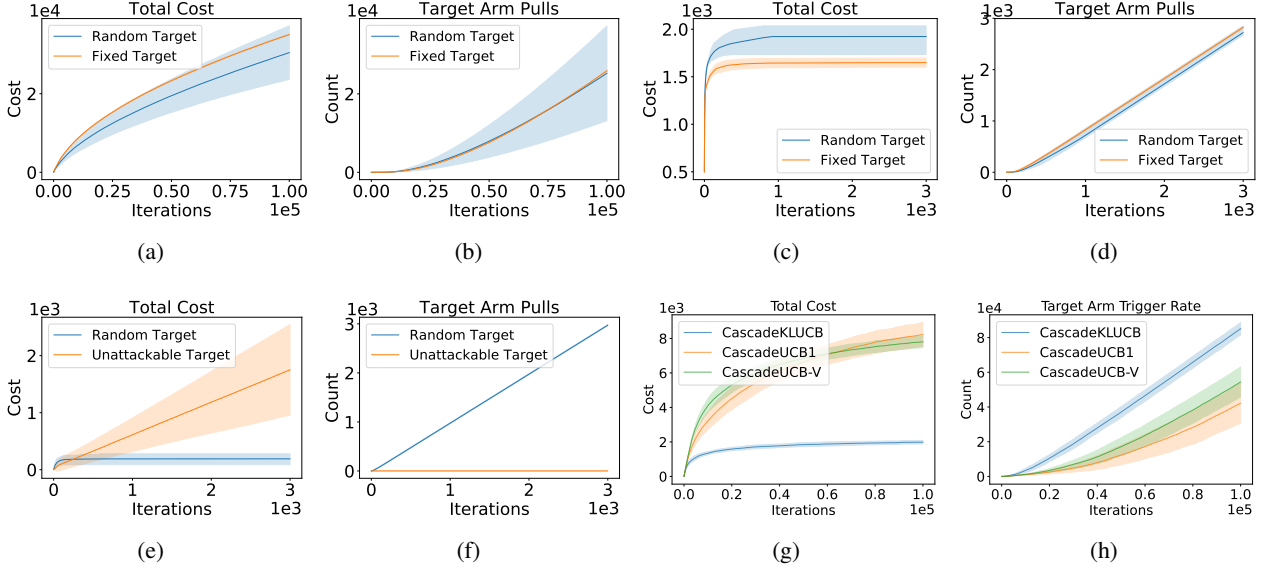 Total Cost
1e4
Random Target
Fixed Target
Cost
2
0
0.00 0.25 0.50 0.75 1.00
Iterations
1e5
(a)
Target Arm Pulls
1e4
Random Target
Fixed Target
Count
2
0
0.00 0.25 0.50 0.75 1.00
Iterations
1e5
(b)
Total Cost
1e3
2.0
1.5
1.0
0.5
Cost
Random Target
Fixed Target
0 1 2 3
Iterations
1e3
(c)
Target Arm Pulls
1e3
3
2
1
0
Count
Random Target
Fixed Target
0 1 2 3
Iterations
1e3
(d)
Total Cost
1e3
Random Target
Unattackable Target
Cost
2
1
0
0 1 2 3
Iterations
1e3
(e)
Target Arm Pulls
1e3
Random Target
Unattackable Target
Count
3
2
1
0
0 1 2 3
Iterations
1e3
(f)
Total Cost
1e3
CascadeKLUCB
CascadeUCB1
CascadeUCB-V
Cost
8
6
4
2
0
0.0 0.2 0.4 0.6 0.8 1.0
Iterations
1e5
(g)
Target Arm Trigger Rate
1e4
CascadeKLUCB
CascadeUCB1
CascadeUCB-V
Count
8
6
4
2
0
0.0 0.2 0.4 0.6 0.8 1.0
Iterations
1e5
(h)